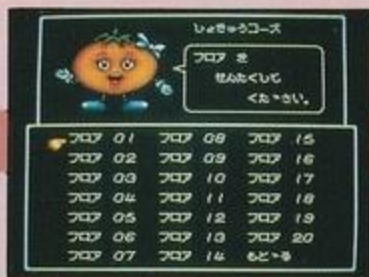 しょきゅうコース
フロア を
せんたくして
ください。
フロア 01 フロア 08 フロア 15
フロア 02 フロア 09 フロア 16
フロア 03 フロア 10 フロア 17
フロア 04 フロア 11 フロア 18
フロア 05 フロア 12 フロア 19
フロア 06 フロア 13 フロア 20
フロア 07 フロア 14 もどる